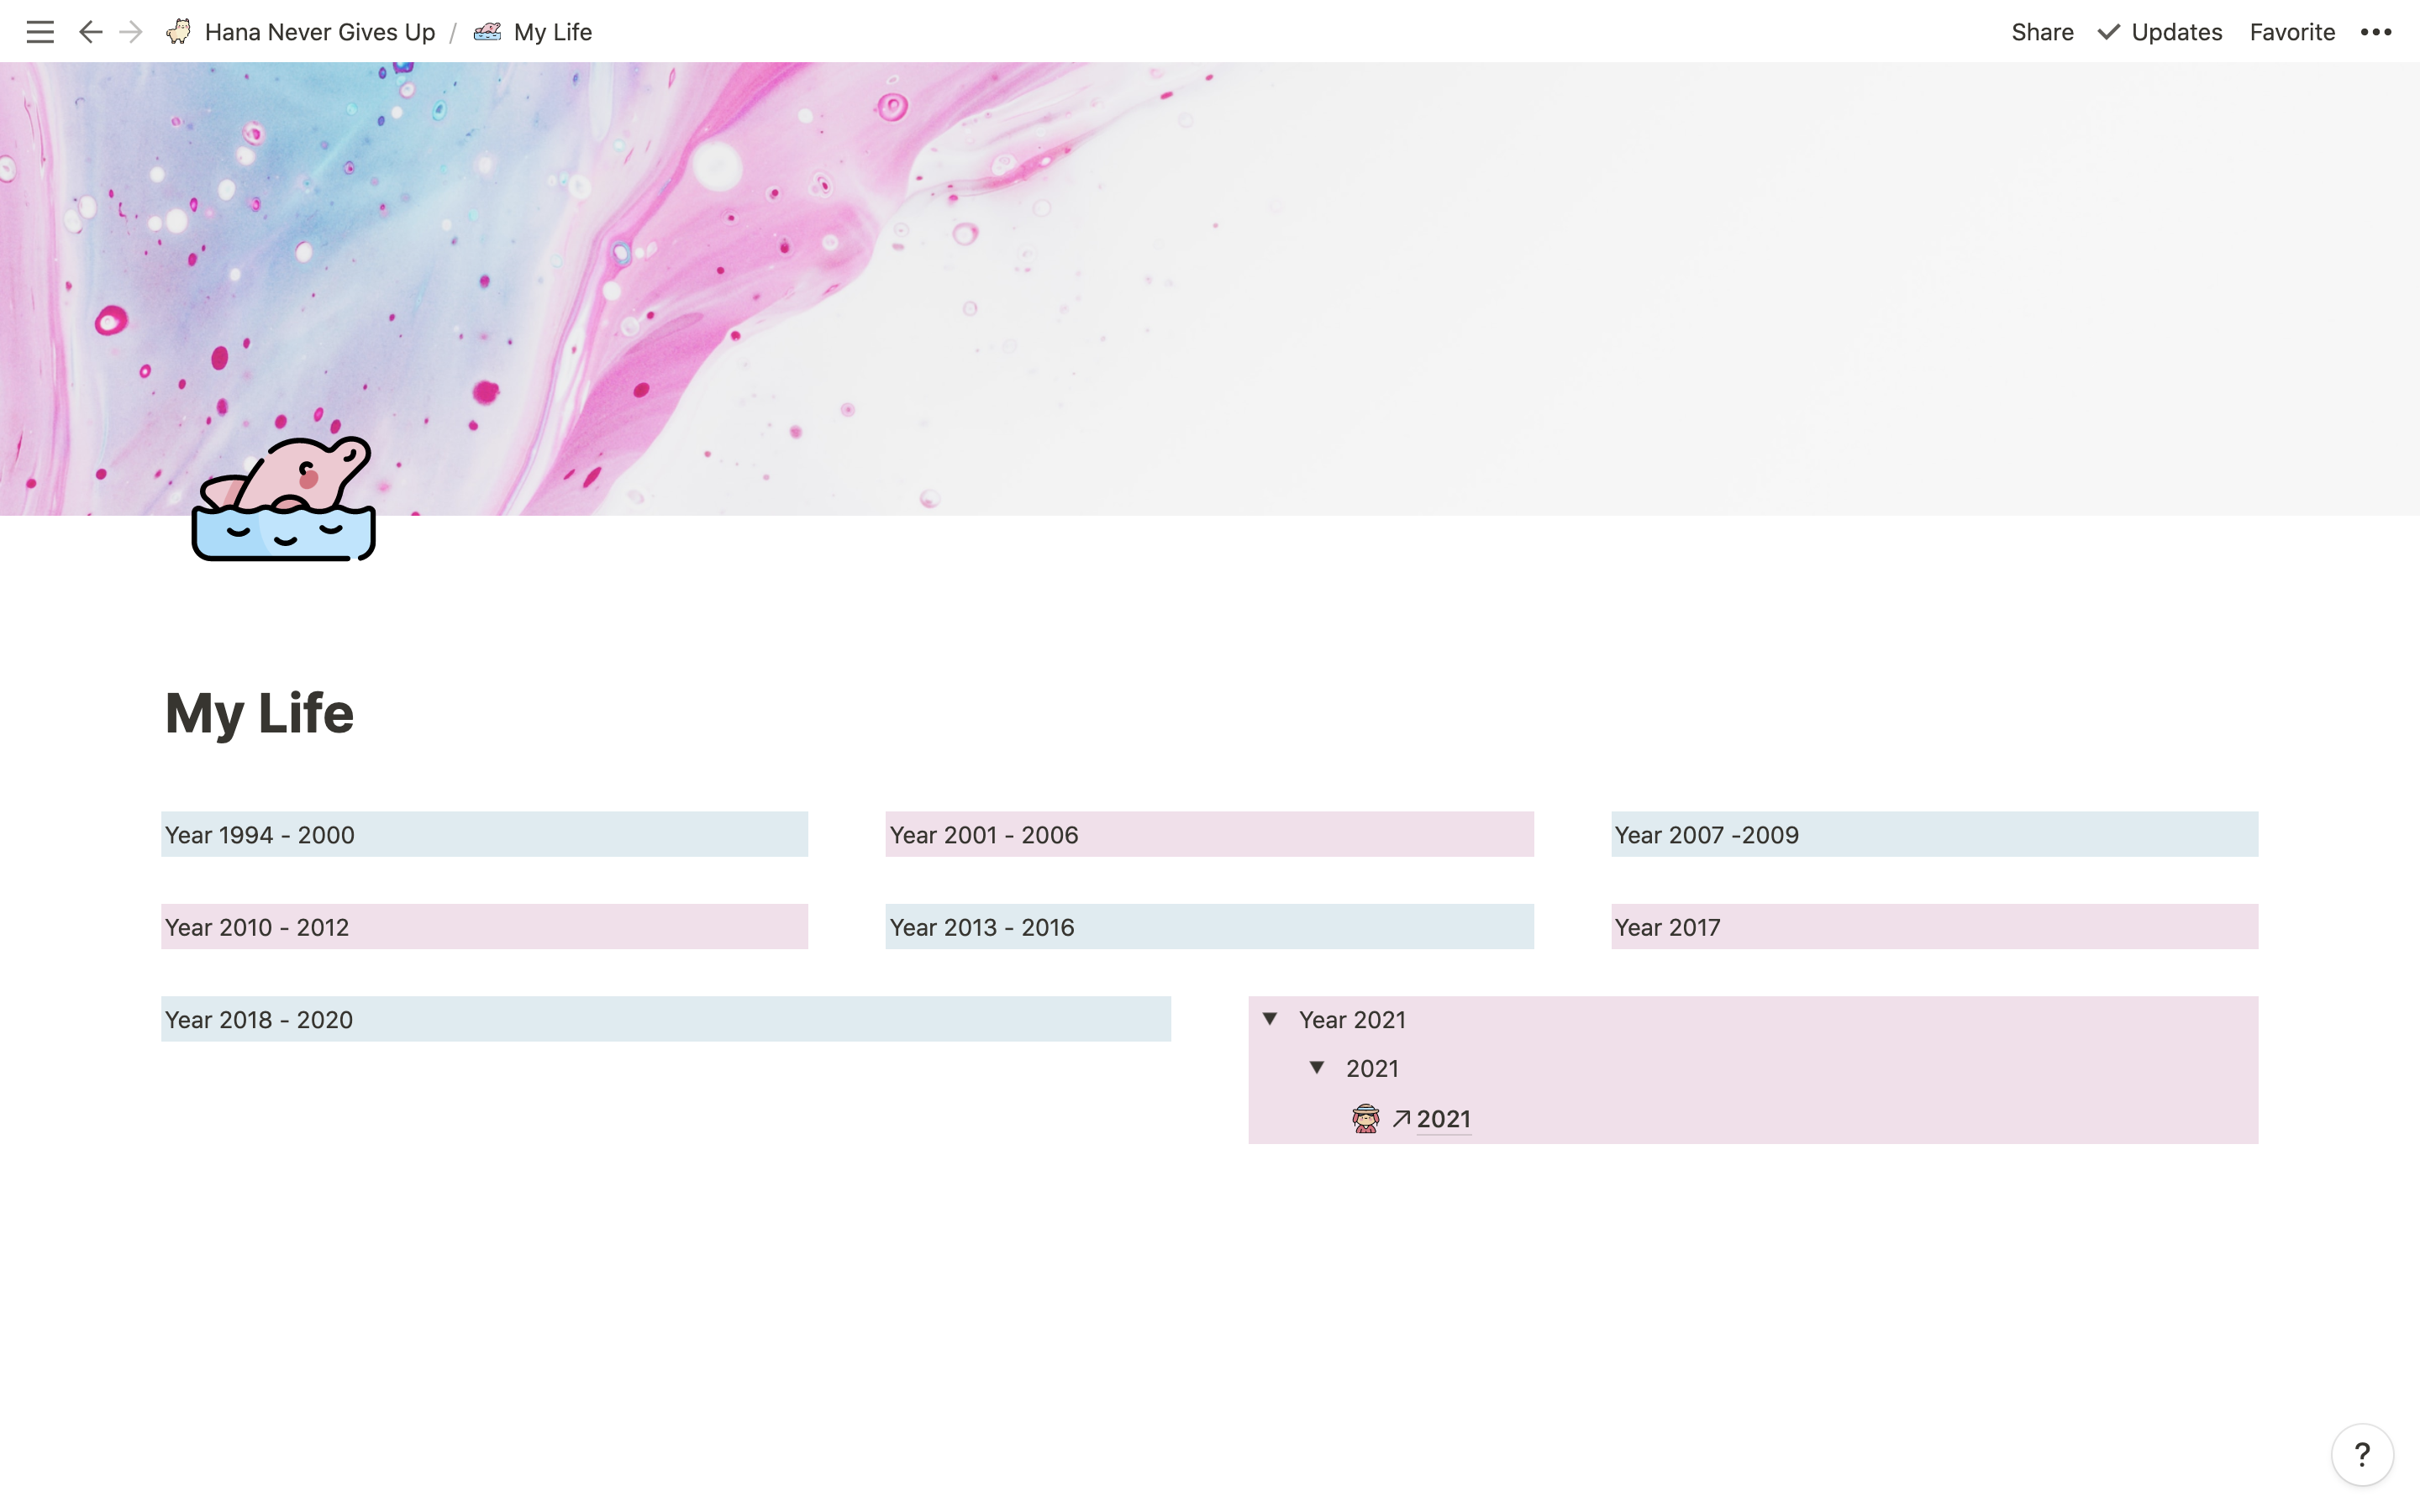 Hana Never Gives Up / My Life
Share Updates Favorite
My Life
Year 1994 - 2000
Year 2001 - 2006
Year 2007 -2009
Year 2010 - 2012
Year 2013 - 2016
Year 2017
Year 2018 - 2020
Year 2021
2021
2021
?